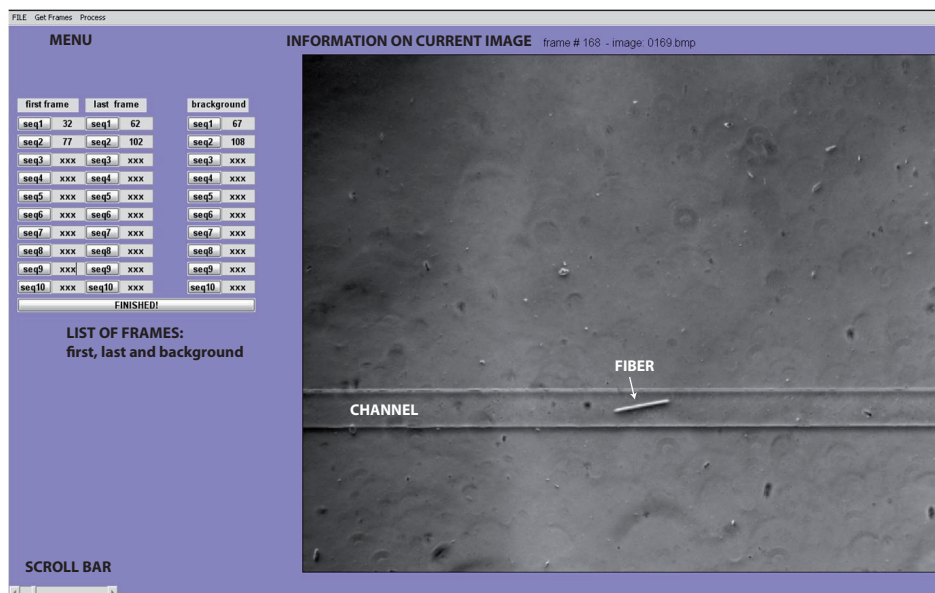 FILE Get Frames Process
MENU
INFORMATION ON CURRENT IMAGE frame # 168 - image: 0169.bmp
first frame last frame brackground
seq1 32 seq1 62 seq1 67
seq2 77 seq2 102 seq2 108
seq3 xxx seq3 xxx seq3 xxx
seq4 xxx seq4 xxx seq4 xxx
seq5 xxx seq5 xxx seq5 xxx
seq6 xxx seq6 xxx seq6 xxx
seq7 xxx seq7 xxx seq7 xxx
seq8 xxx seq8 xxx seq8 xxx
seq9 xxx seq9 xxx seq9 xxx
seq10 xxx seq10 xxx seq10 xxx
FINISHED!
LIST OF FRAMES:
first, last and background
FIBER
CHANNEL
SCROLL BAR